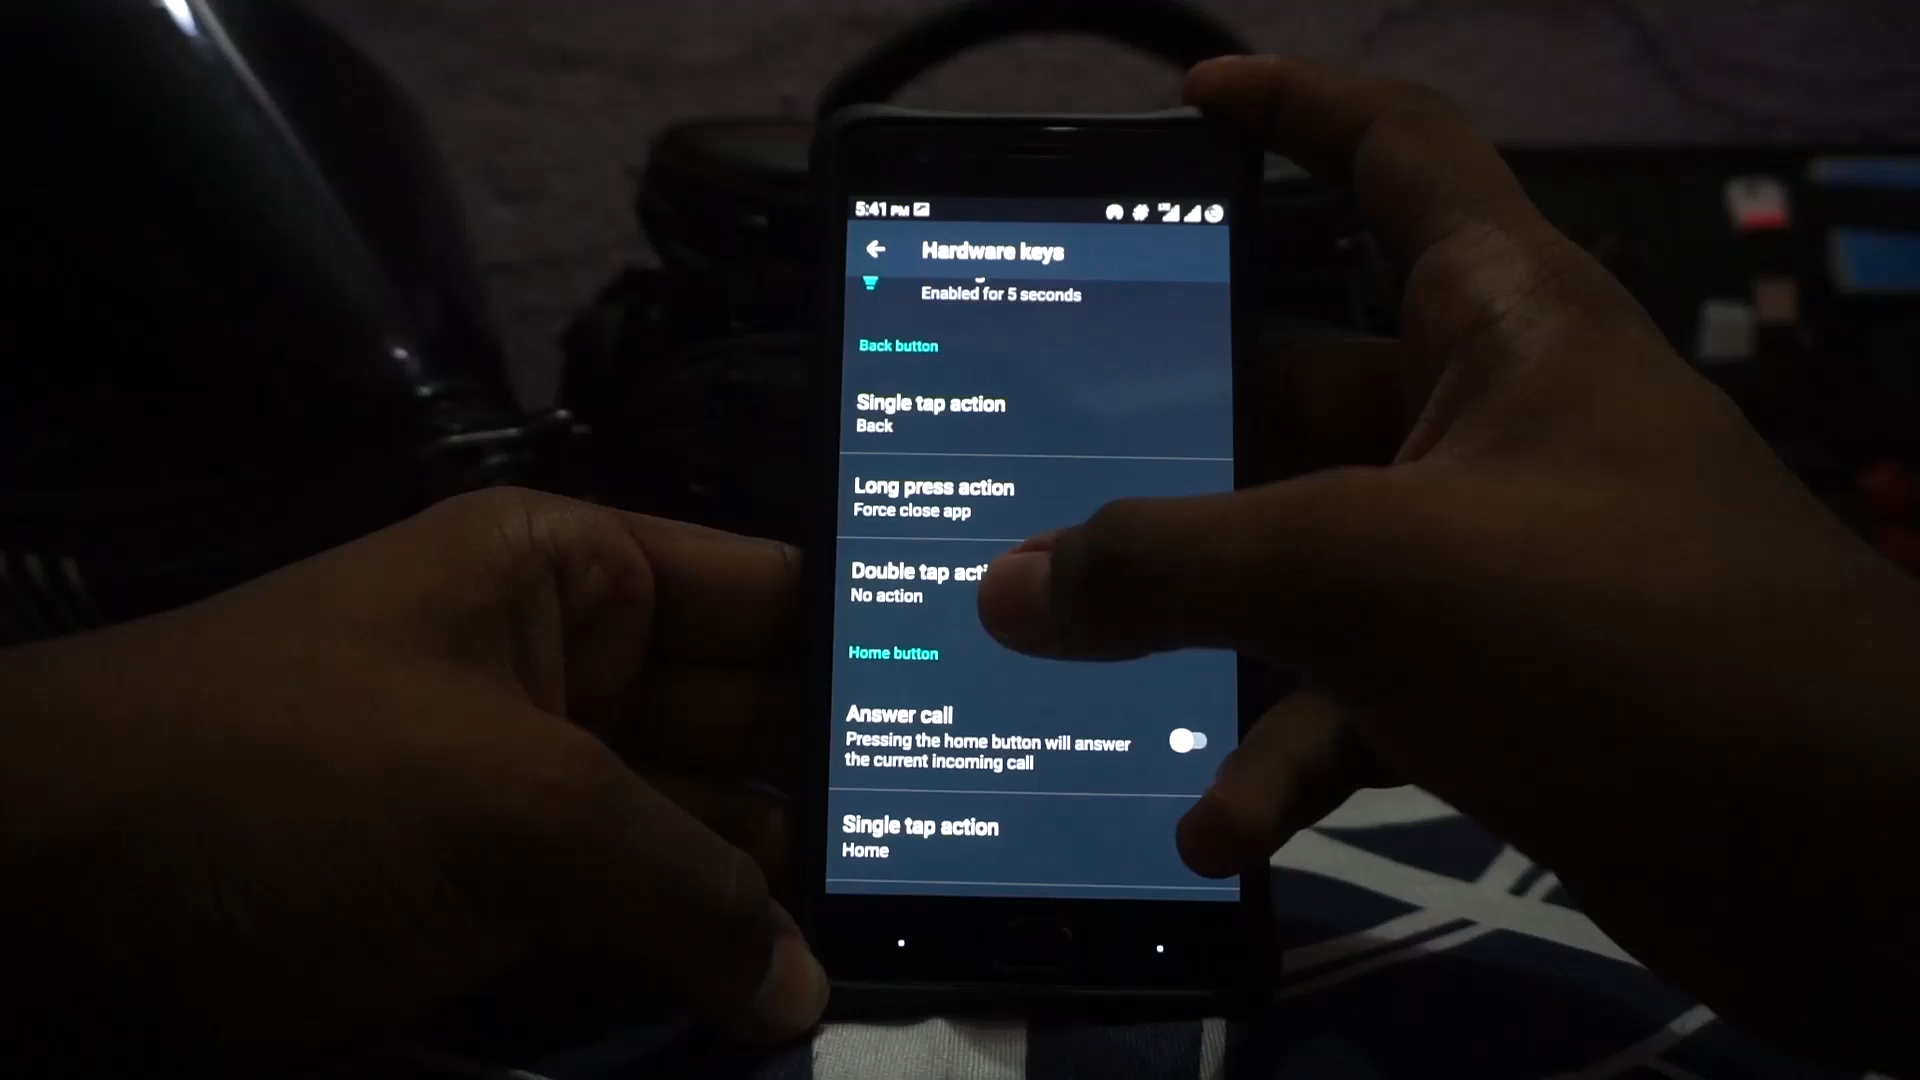 5:41 PM
Hardware keys
Enabled for 5 seconds
Back button
Single tap action
Back
Long press action
Force close app
Double tap
No action
Home button
Answer call
Pressing the home button will answer
the current incoming call
Single tap action
Home